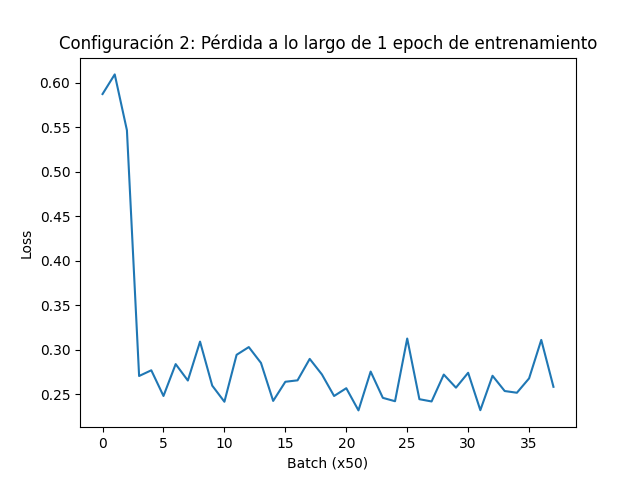 Configuración 2: Pérdida a lo largo de 1 epoch de entrenamiento
0.60
0.55
0.50
0.45
0.40
0.35
0.30
0.25
Loss
0 5 10 15 20 25 30 35
Batch (x50)